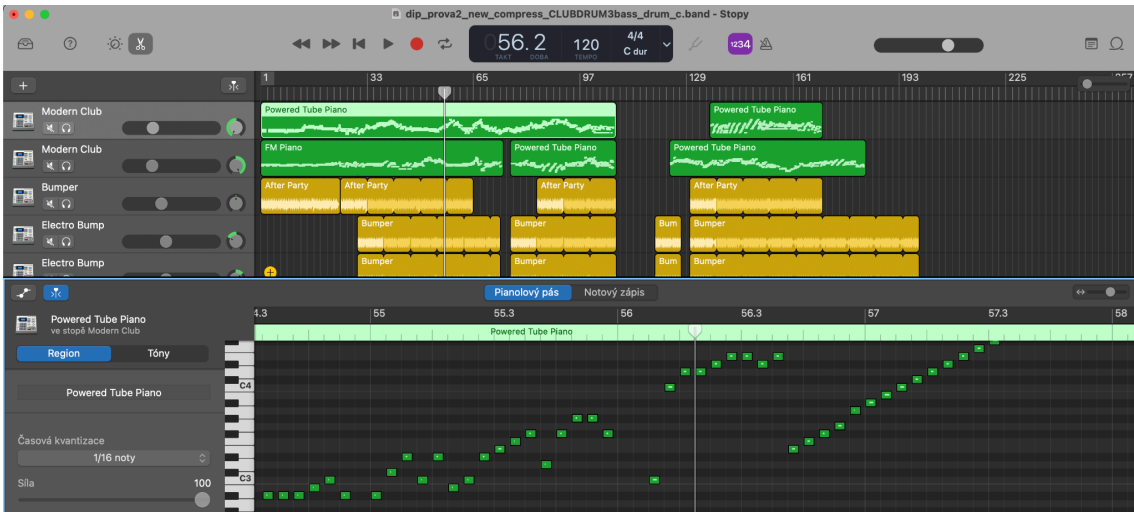 dip_prova2_new_compress_CLUBDRUM3bass_drum_c.band - Stopy
056.2 120 4/4
C dur
TAKT DOBA TEMPO
1234
1 33 65 97 129 161 193 225 257
Modern Club
Powered Tube Piano Powered Tube Piano
Modern Club
FM Piano Powered Tube Piano Powered Tube Piano
Bumper
After Party After Party After Party After Party
Electro Bump
Bumper Bumper Bum Bumper
Electro Bump
Bumper Bumper Bum Bumper
Pianolový pás Notový zápis
4.3 55 55.3 56 56.3 57 57.3 58
Powered Tube Piano
ve stopě Modern Club
Powered Tube Piano
Region Tóny
Powered Tube Piano
C4
Časová kvantizace
1/16 noty
Síla 100
C3